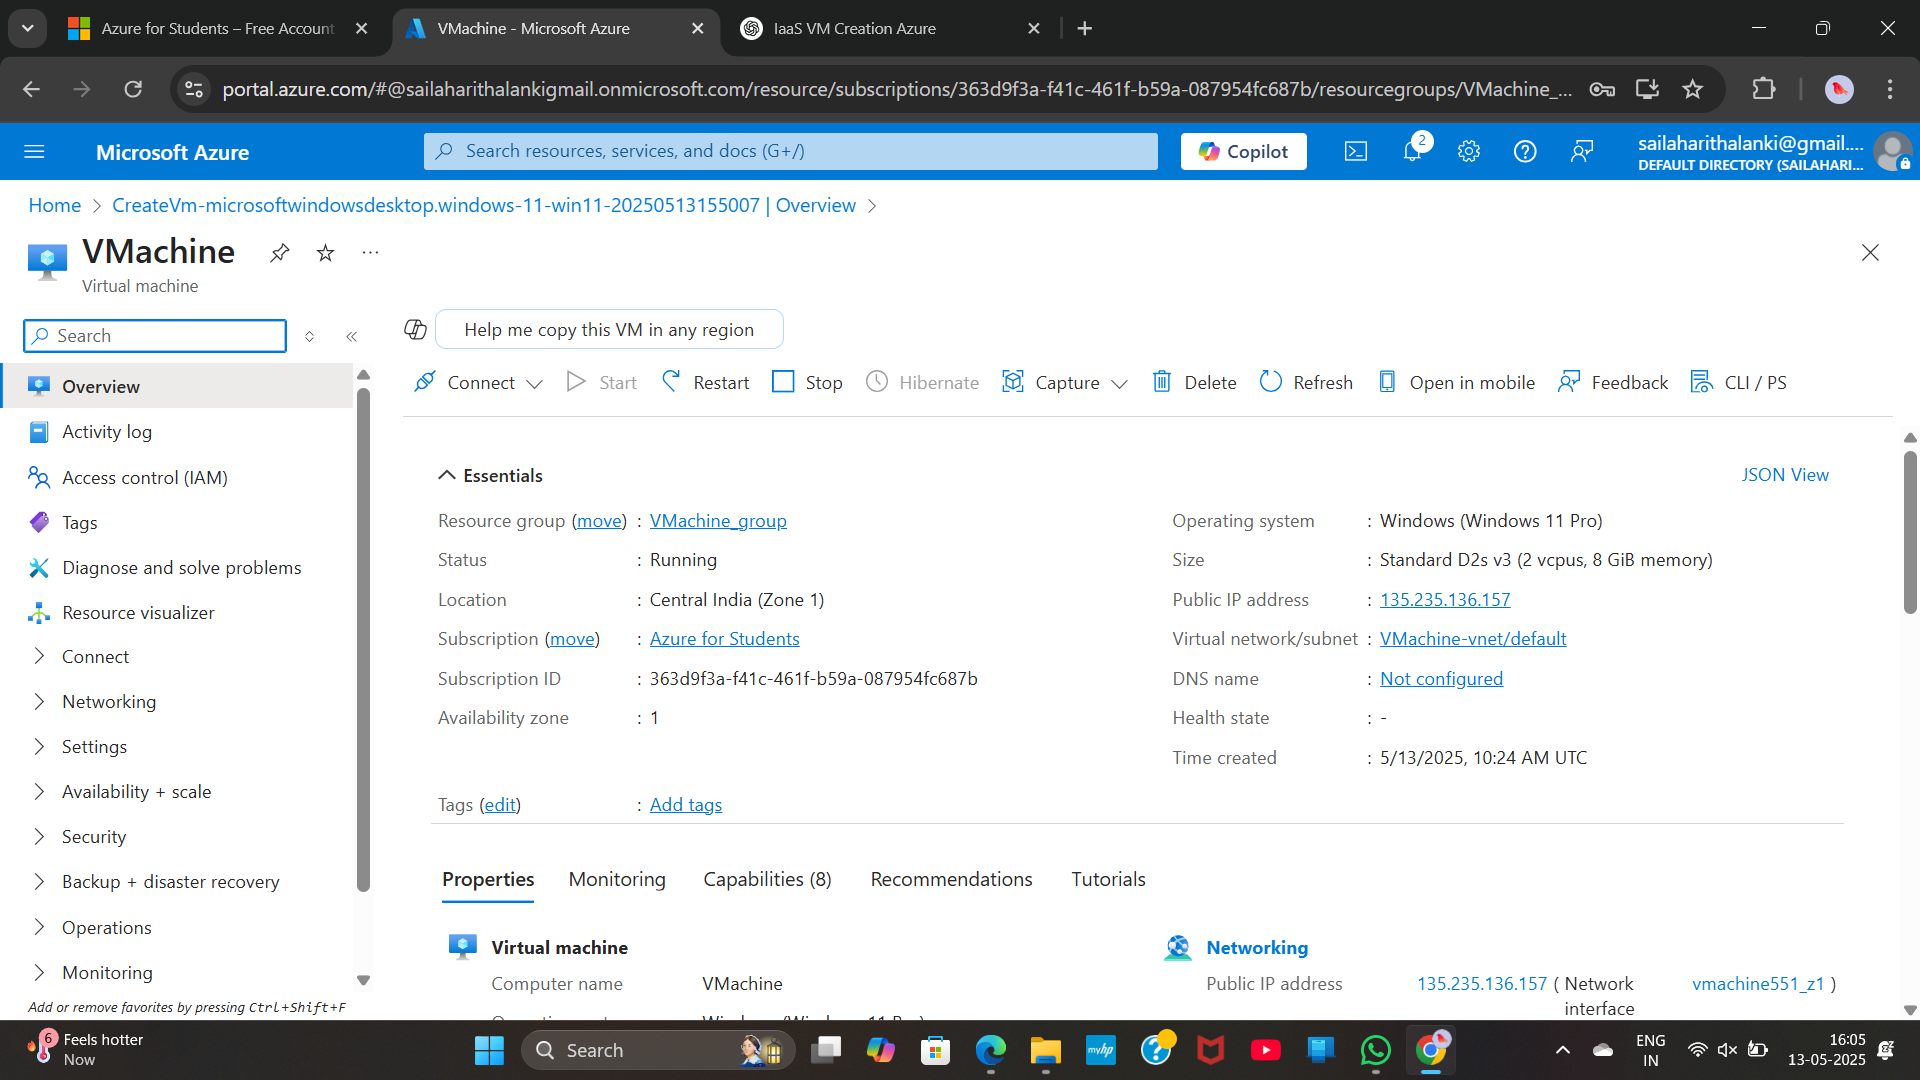 Azure for Students – Free Account
VMachine - Microsoft Azure
IaaS VM Creation Azure
portal.azure.com/#@sailaharithalankigmail.onmicrosoft.com/resource/subscriptions/363d9f3a-f41c-461f-b59a-087954fc687b/resourcegroups/VMachine_...
Microsoft Azure
Search resources, services, and docs (G+/)
Copilot
2
sailaharithalanki@gmail....
DEFAULT DIRECTORY (SAILAHARI...
Home > CreateVm-microsoftwindowsdesktop.windows-11-win11-20250513155007 | Overview >
VMachine
Virtual machine
Search
Help me copy this VM in any region
Connect
Start
Restart
Stop
Hibernate
Capture
Delete
Refresh
Open in mobile
Feedback
CLI / PS
Overview
Activity log
Access control (IAM)
Tags
Diagnose and solve problems
Resource visualizer
Connect
Networking
Settings
Availability + scale
Security
Backup + disaster recovery
Operations
Monitoring
Add or remove favorites by pressing Ctrl+Shift+F
Essentials
JSON View
Resource group (move) : VMachine_group
Status : Running
Location : Central India (Zone 1)
Subscription (move) : Azure for Students
Subscription ID : 363d9f3a-f41c-461f-b59a-087954fc687b
Availability zone : 1
Operating system : Windows (Windows 11 Pro)
Size : Standard D2s v3 (2 vcpus, 8 GiB memory)
Public IP address : 135.235.136.157
Virtual network/subnet : VMachine-vnet/default
DNS name : Not configured
Health state : -
Time created : 5/13/2025, 10:24 AM UTC
Tags (edit) : Add tags
Properties
Monitoring
Capabilities (8)
Recommendations
Tutorials
Virtual machine
Computer name VMachine
Networking
Public IP address 135.235.136.157 ( Network interface vmachine551_z1 )
6
Feels hotter
Now
Search
myhp
ENG
IN
16:05
13-05-2025